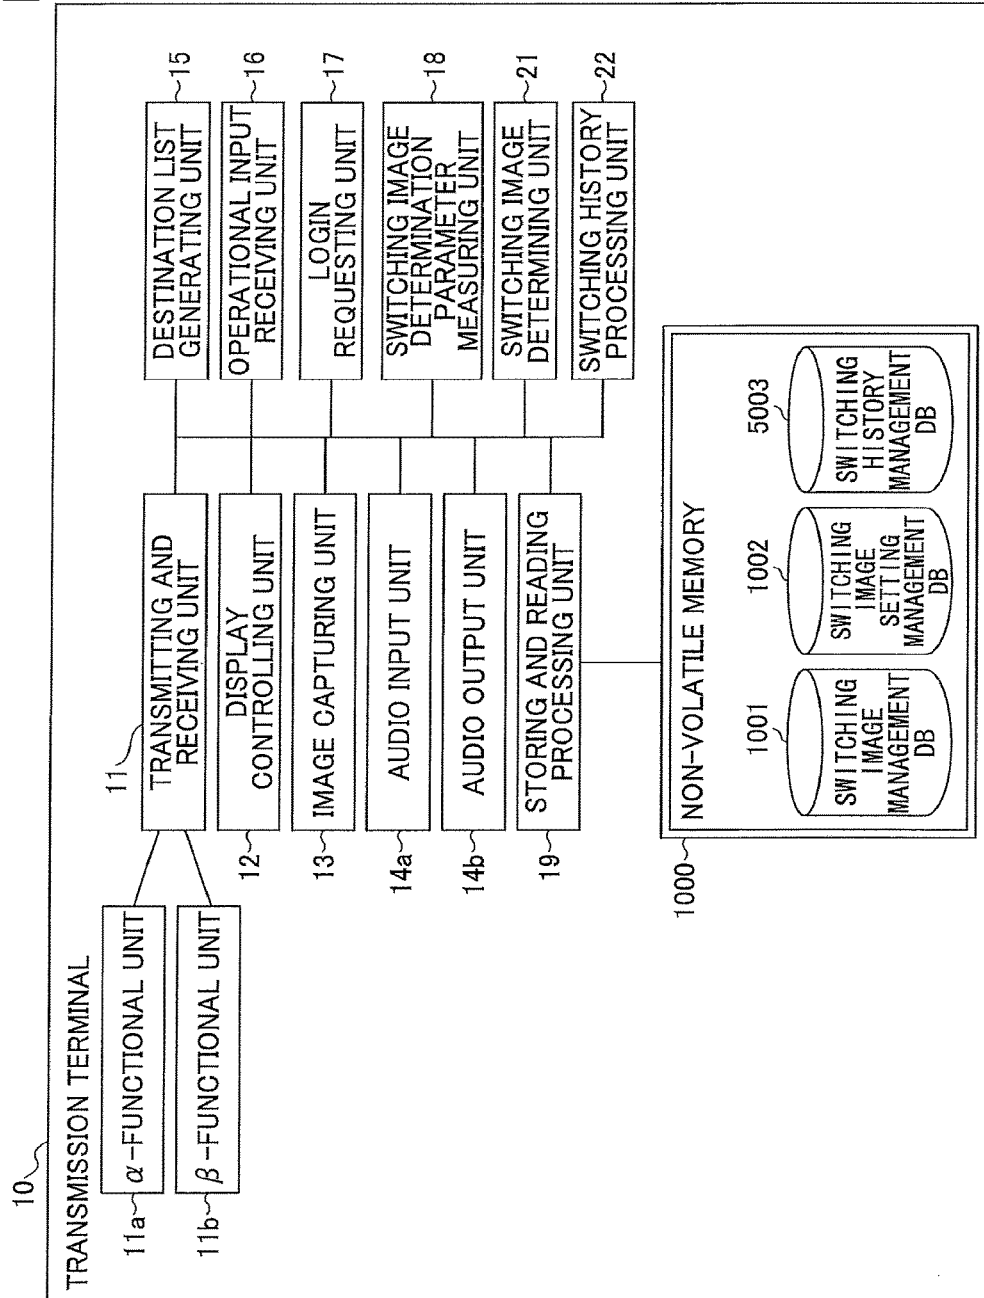 10
TRANSMISSION TERMINAL
11a
α-FUNCTIONAL UNIT
11b
β-FUNCTIONAL UNIT
11
TRANSMITTING AND
RECEIVING UNIT
12
DISPLAY
CONTROLLING UNIT
13
IMAGE CAPTURING UNIT
14a
AUDIO INPUT UNIT
14b
AUDIO OUTPUT UNIT
19
STORING AND READING
PROCESSING UNIT
DESTINATION LIST
GENERATING UNIT
15
OPERATIONAL INPUT
RECEIVING UNIT
16
LOGIN
REQUESTING UNIT
17
SWITCHING IMAGE
DETERMINATION
PARAMETER
MEASURING UNIT
18
SWITCHING IMAGE
DETERMINING UNIT
21
SWITCHING HISTORY
PROCESSING UNIT
22
1000
NON-VOLATILE MEMORY
1001
SWITCHING
IMAGE
MANAGEMENT
DB
1002
SWITCHING
IMAGE
SETTING
MANAGEMENT
DB
5003
SWITCHING
HISTORY
MANAGEMENT
DB